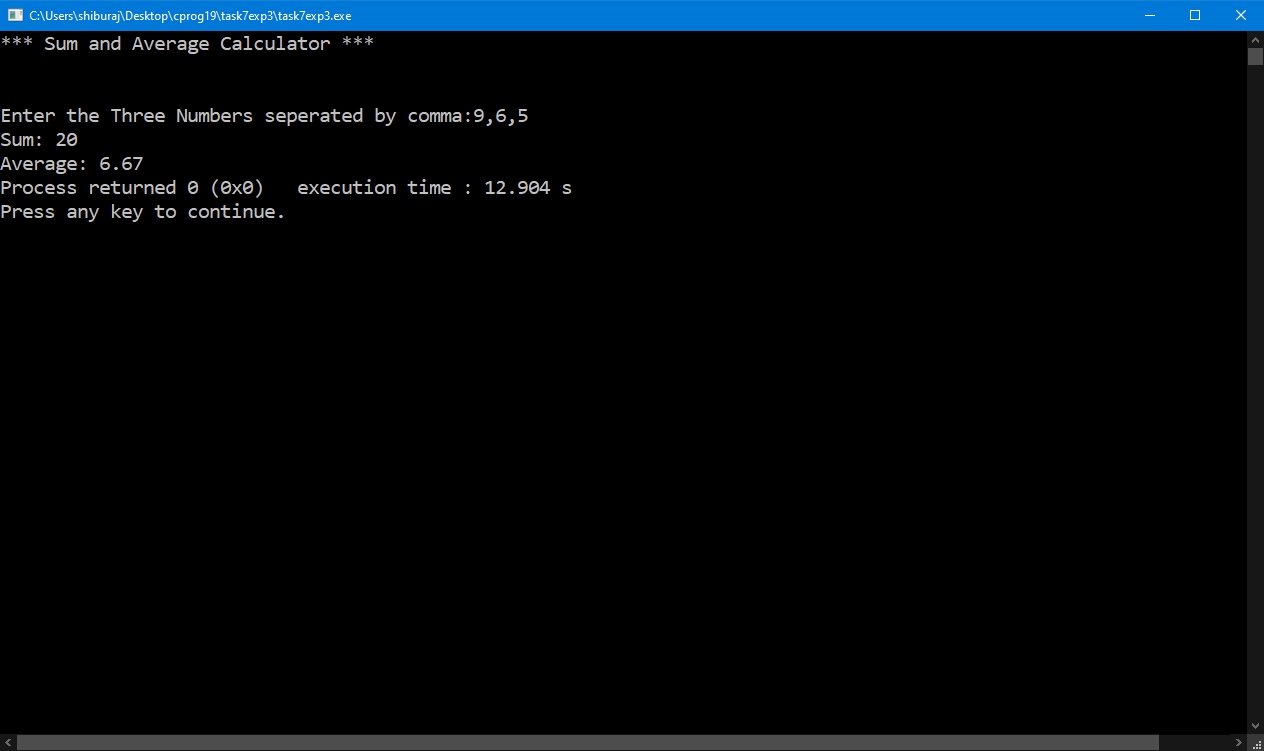 C:\Users\shiburaj\Desktop\cprog19\task7exp3\task7exp3.exe
*** Sum and Average Calculator ***
Enter the Three Numbers seperated by comma:9,6,5
Sum: 20
Average: 6.67
Process returned 0 (0x0)   execution time : 12.904 s
Press any key to continue.